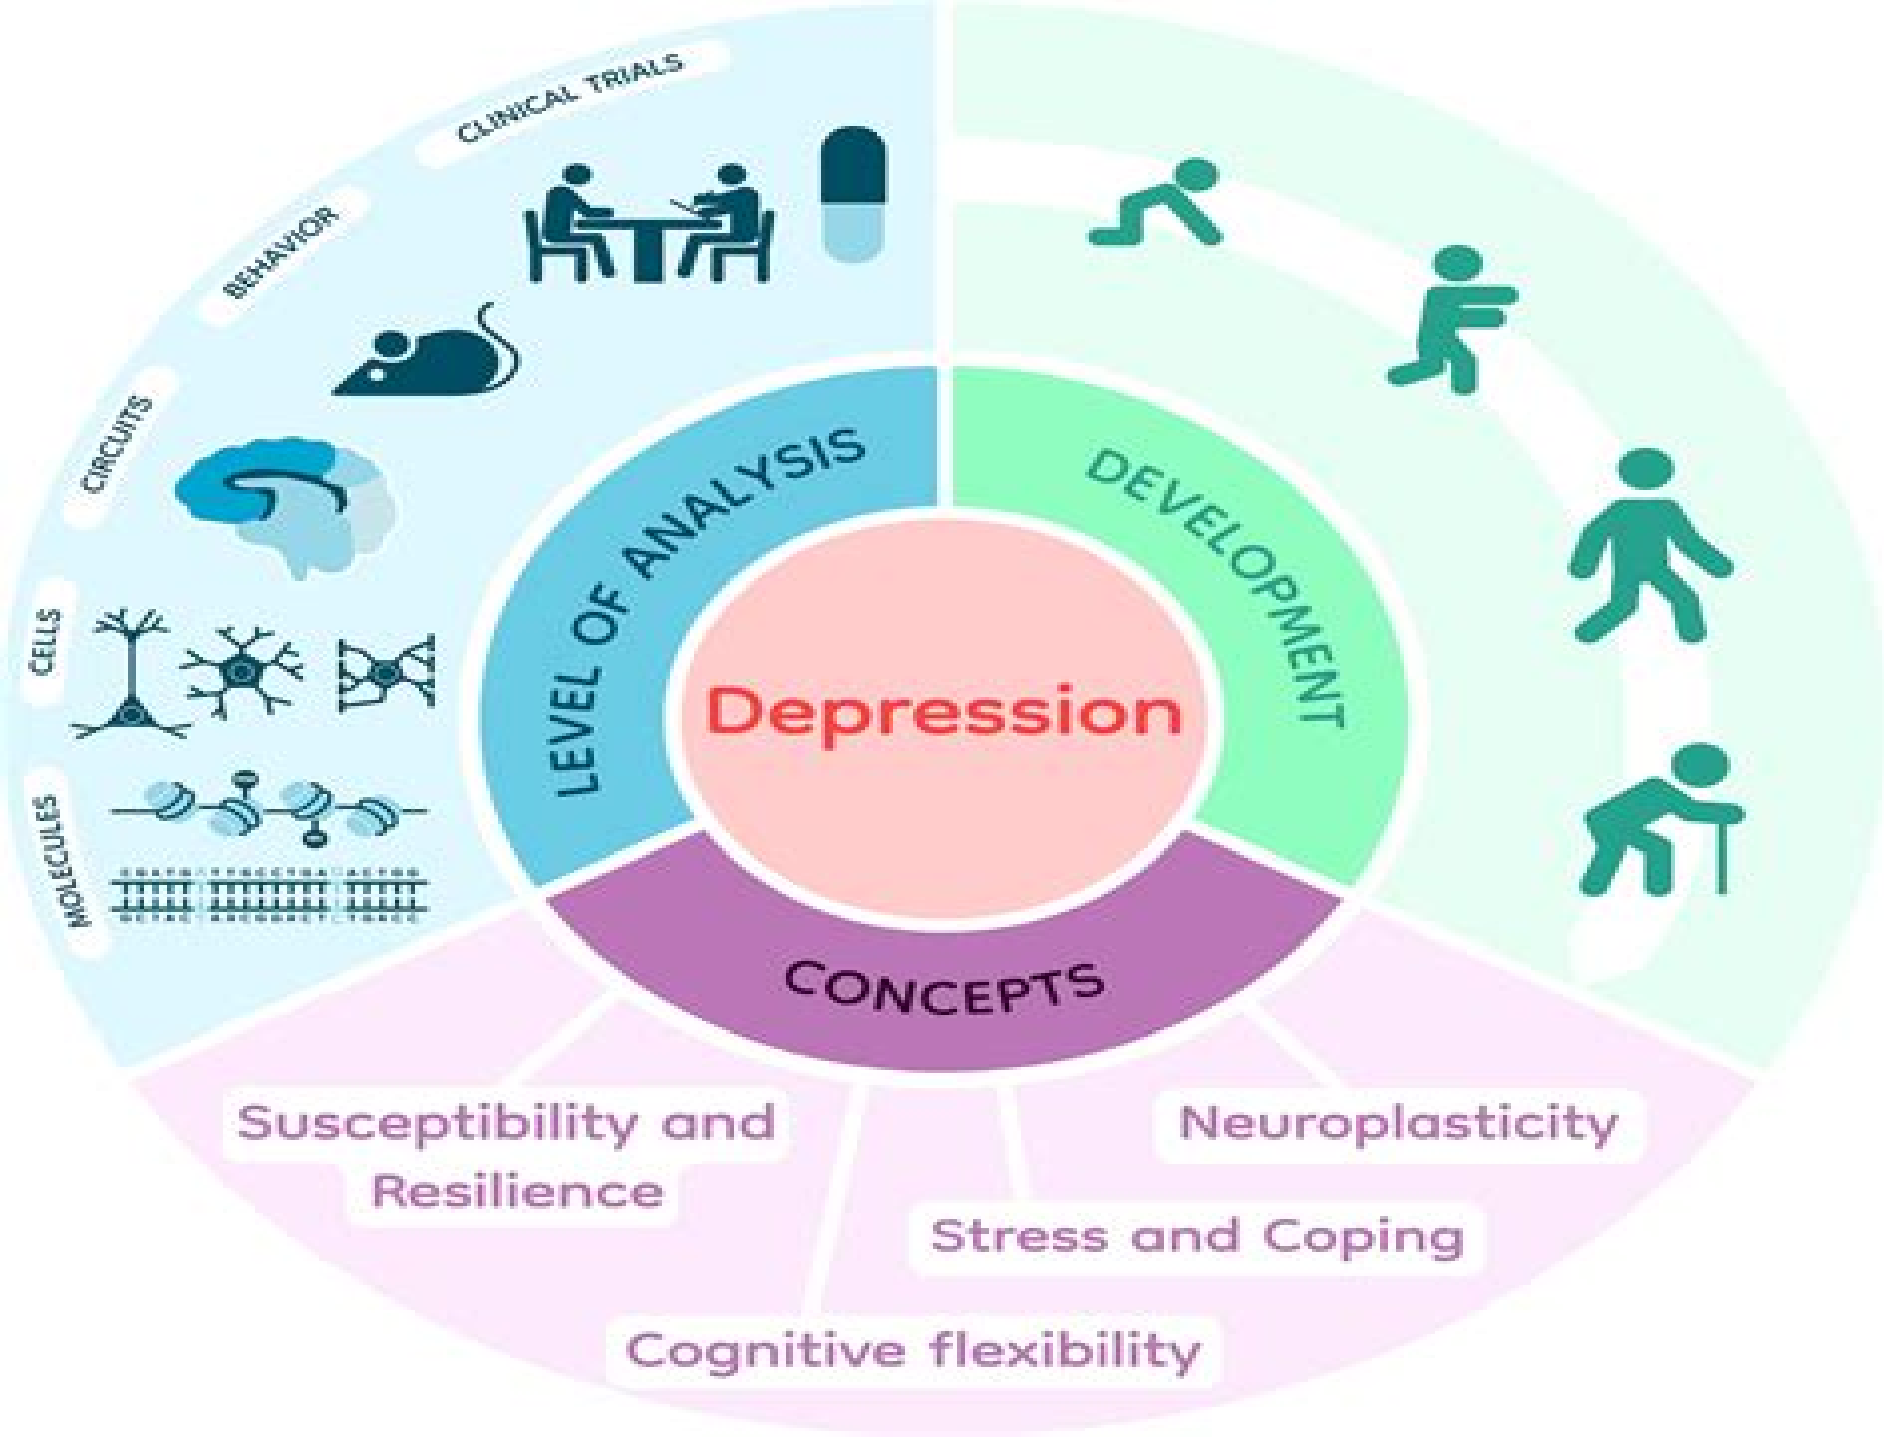 CLINICAL TRIALS
BEHAVIOR
CIRCUITS
CELLS
MOLECULES
LEVEL OF ANALYSIS
DEVELOPMENT
Depression
CONCEPTS
Susceptibility and
Resilience
Neuroplasticity
Stress and Coping
Cognitive flexibility